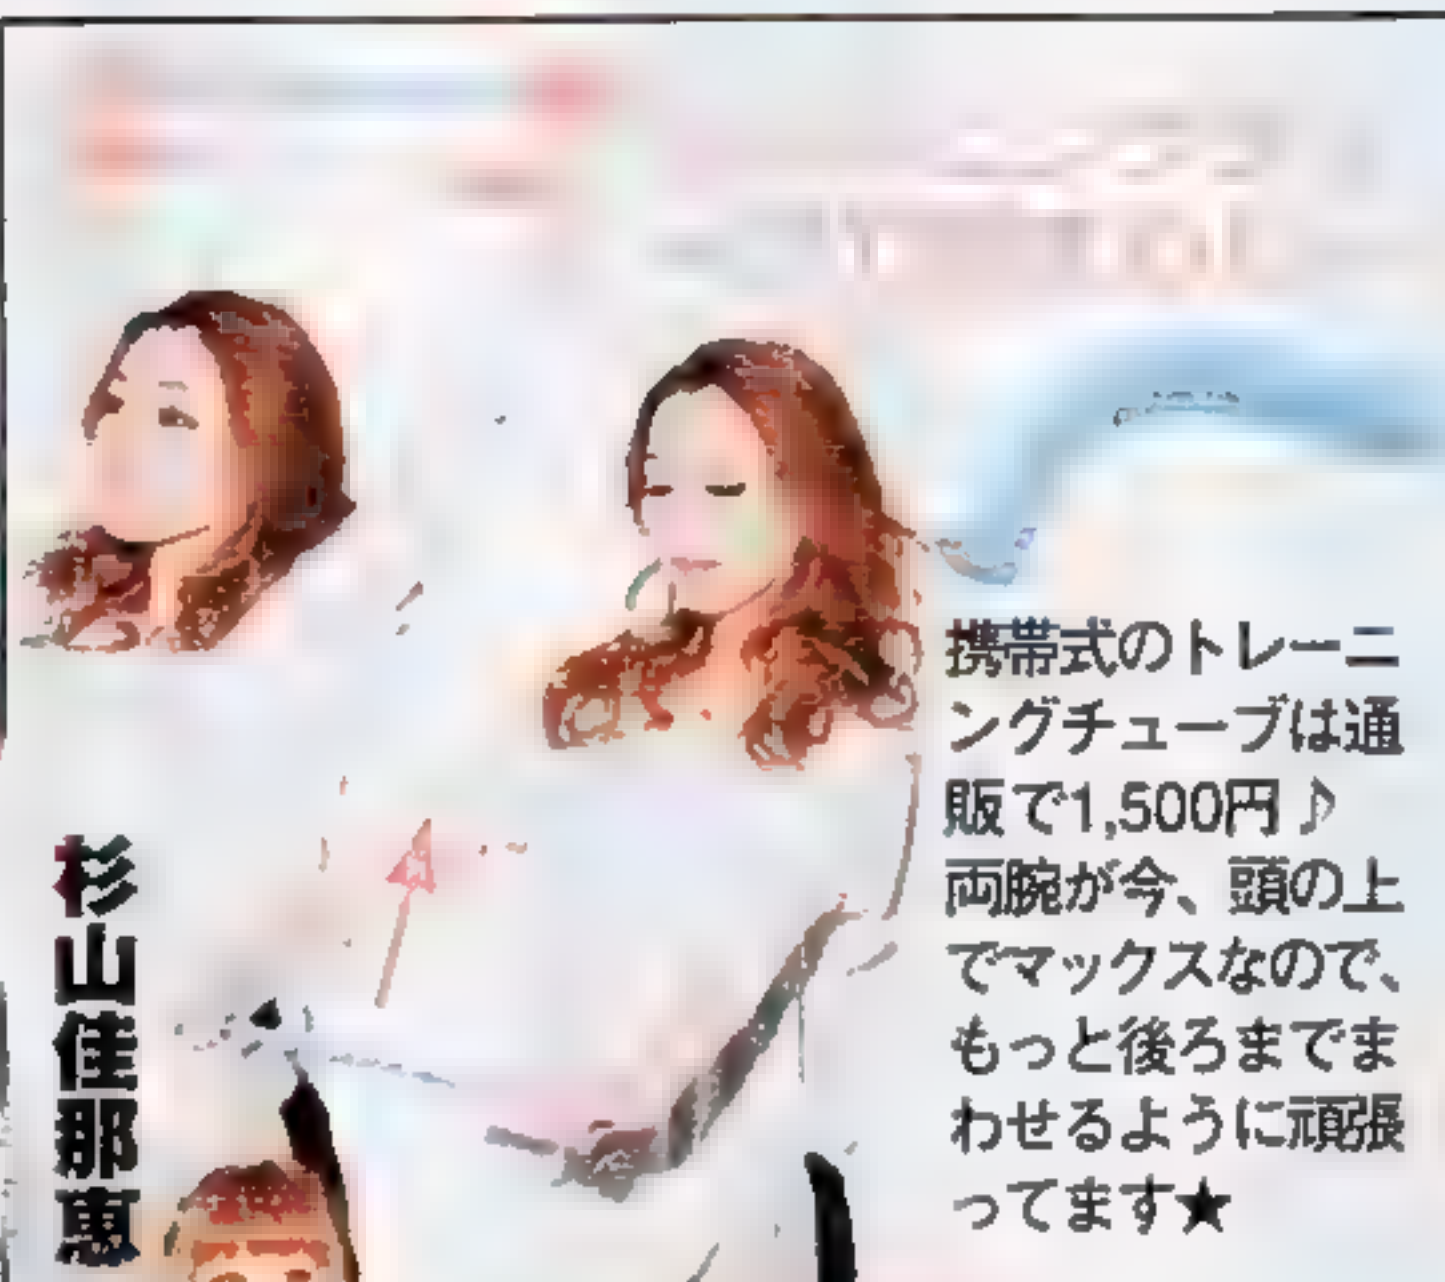 携帯式のトレーニ
ングチューブは通
販で1,500円♪
両腕が今、頭の上
でマックスなので、
もっと後ろまでま
わせるように頑張
ってます★
杉山佳那恵